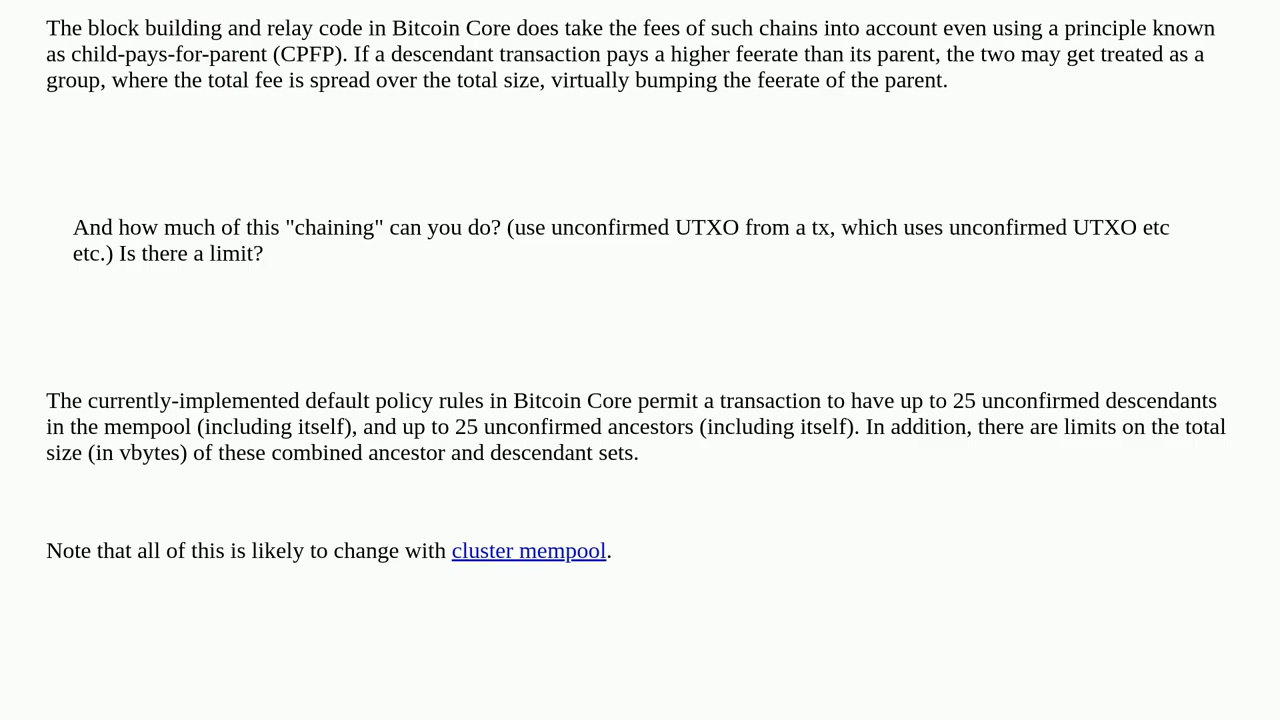 The block building and relay code in Bitcoin Core does take the fees of such chains into account even using a principle known
as child-pays-for-parent (CPFP). If a descendant transaction pays a higher feerate than its parent, the two may get treated as a
group, where the total fee is spread over the total size, virtually bumping the feerate of the parent.
And how much of this "chaining" can you do? (use unconfirmed UTXO from a tx, which uses unconfirmed UTXO etc
etc.) Is there a limit?
The currently-implemented default policy rules in Bitcoin Core permit a transaction to have up to 25 unconfirmed descendants
in the mempool (including itself), and up to 25 unconfirmed ancestors (including itself). In addition, there are limits on the total
size (in vbytes) of these combined ancestor and descendant sets.
Note that all of this is likely to change with cluster mempool.